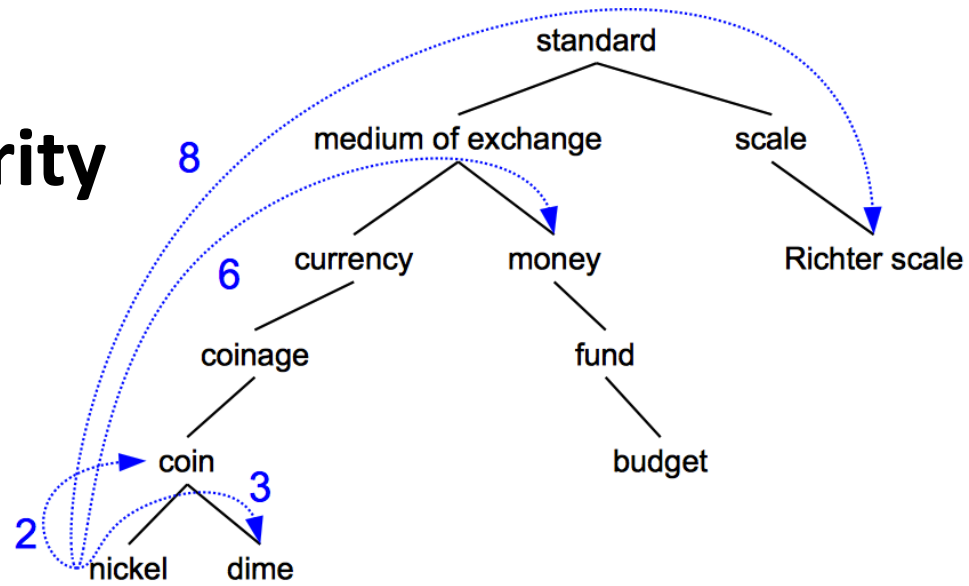 standard
rity
8
medium of exchange
scale
6
currency
money
Richter scale
coinage
fund
coin
budget
3
2
nickel
dime